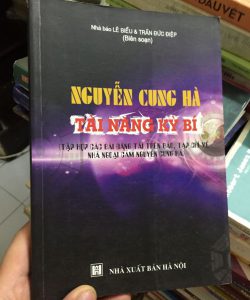 Nhà báo LÊ BIỂU & TRẦN ĐỨC ĐIỆP
(Biên soạn)
NGUYỄN CUNG HÀ
TÀI NĂNG KỲ BÍ
(TẬP HỢP CÁC BÀI ĐĂNG TẢI TRÊN BÁO, TẠP CHÍ VỀ
NHÀ NGOẠI CẢM NGUYỄN CUNG HÀ)
NHÀ XUẤT BẢN HÀ NỘI